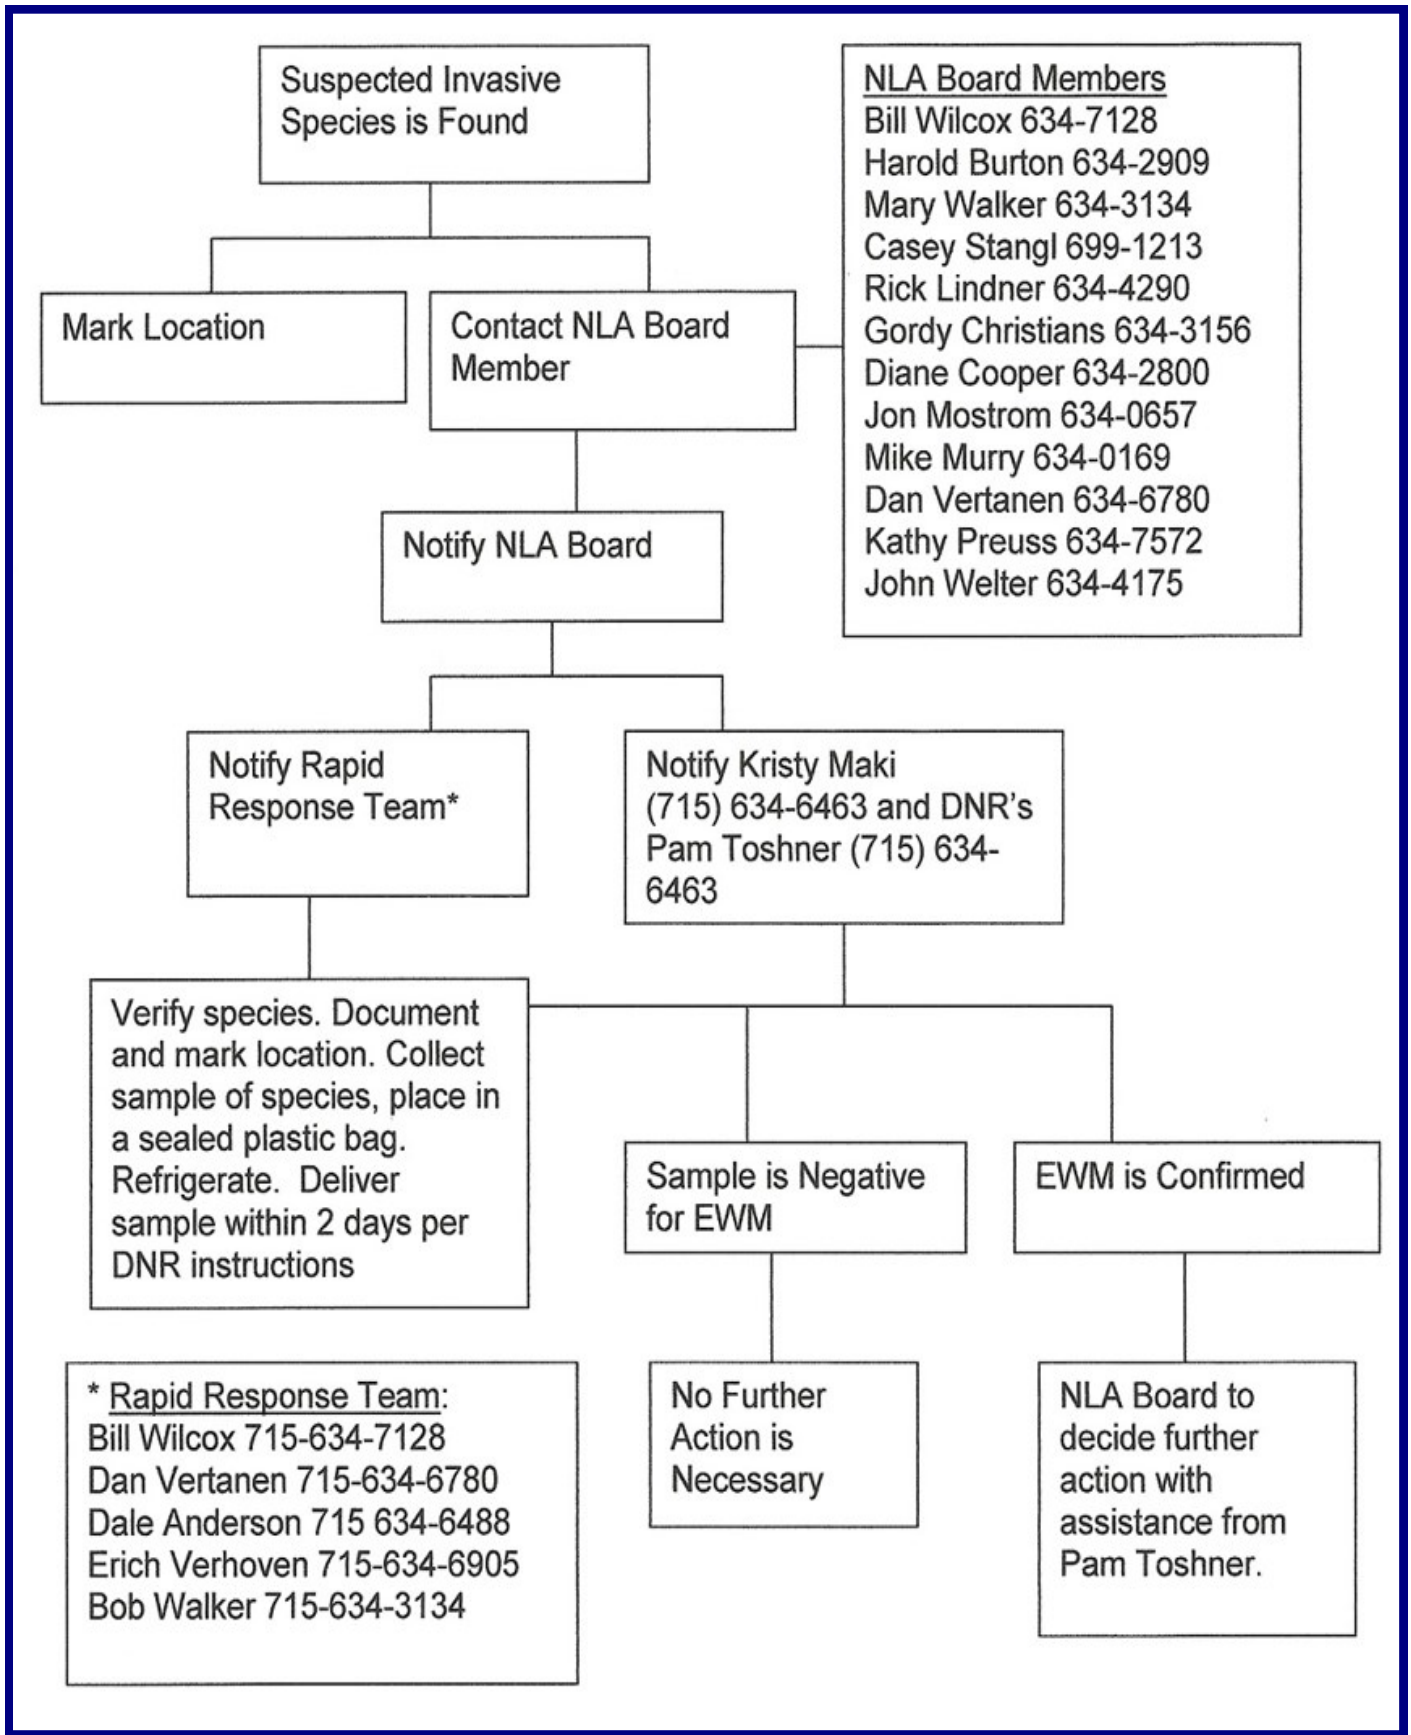 Suspected Invasive
Species is Found
NLA Board Members
Bill Wilcox 634-7128
Harold Burton 634-2909
Mary Walker 634-3134
Casey Stangl 699-1213
Rick Lindner 634-4290
Gordy Christians 634-3156
Diane Cooper 634-2800
Jon Mostrom 634-0657
Mike Murry 634-0169
Dan Vertanen 634-6780
Kathy Preuss 634-7572
John Welter 634-4175
Mark Location
Contact NLA Board
Member
Notify NLA Board
Notify Rapid
Response Team*
Notify Kristy Maki
(715) 634-6463 and DNR's
Pam Toshner (715) 634-
6463
Verify species. Document
and mark location. Collect
sample of species, place in
a sealed plastic bag.
Refrigerate.  Deliver
sample within 2 days per
DNR instructions
Sample is Negative
for EWM
EWM is Confirmed
* Rapid Response Team:
Bill Wilcox 715-634-7128
Dan Vertanen 715-634-6780
Dale Anderson 715 634-6488
Erich Verhoven 715-634-6905
Bob Walker 715-634-3134
No Further
Action is
Necessary
NLA Board to
decide further
action with
assistance from
Pam Toshner.